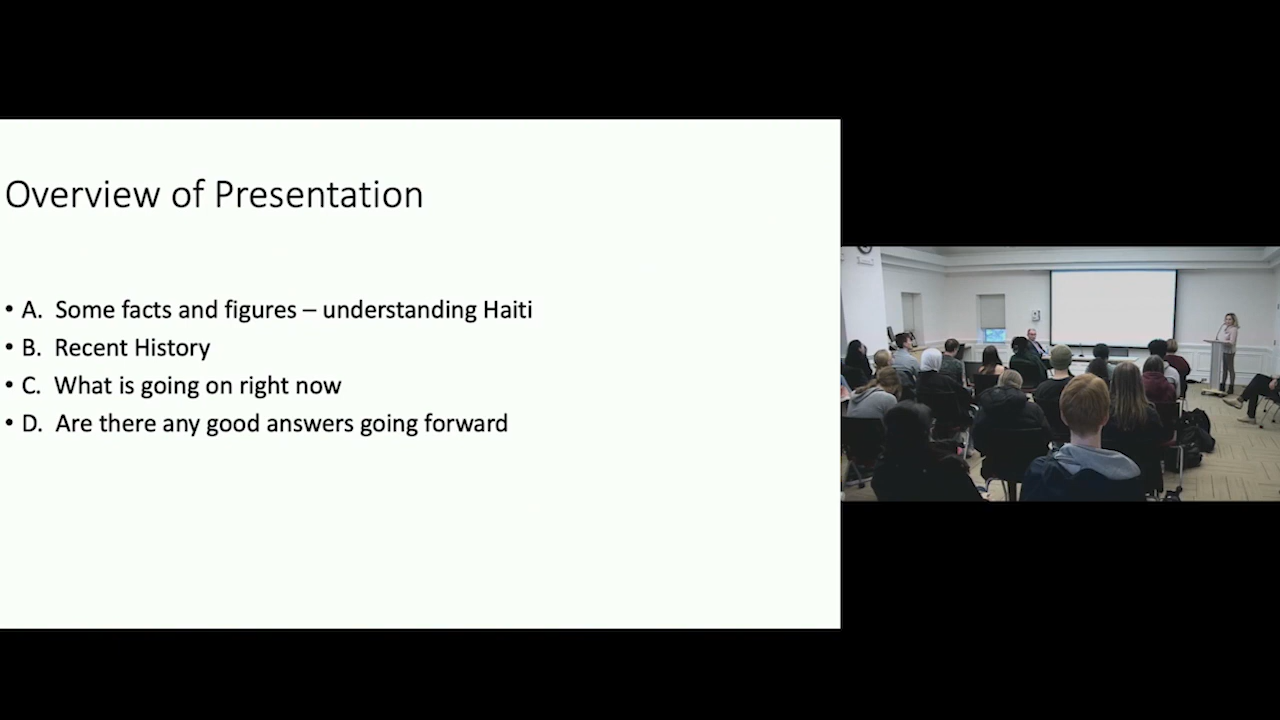 Overview of Presentation
• A. Some facts and figures – understanding Haiti
• B. Recent History
• C. What is going on right now
• D. Are there any good answers going forward